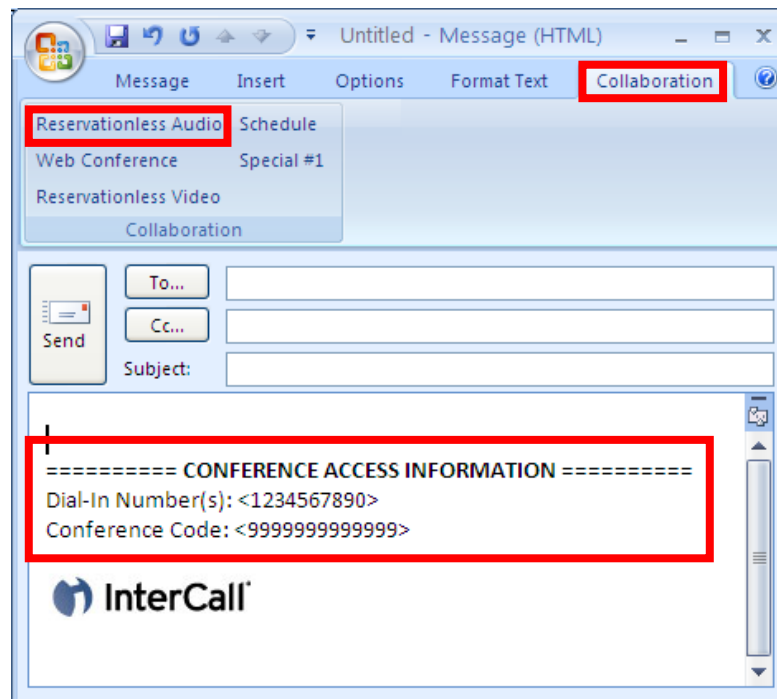 Untitled - Message (HTML)
Message Insert Options Format Text Collaboration
Reservationless Audio Schedule
Web Conference Special #1
Reservationless Video
Collaboration
To...
Cc...
Send
Subject:
========== CONFERENCE ACCESS INFORMATION ==========
Dial-In Number(s): <1234567890>
Conference Code: <9999999999999>
InterCall